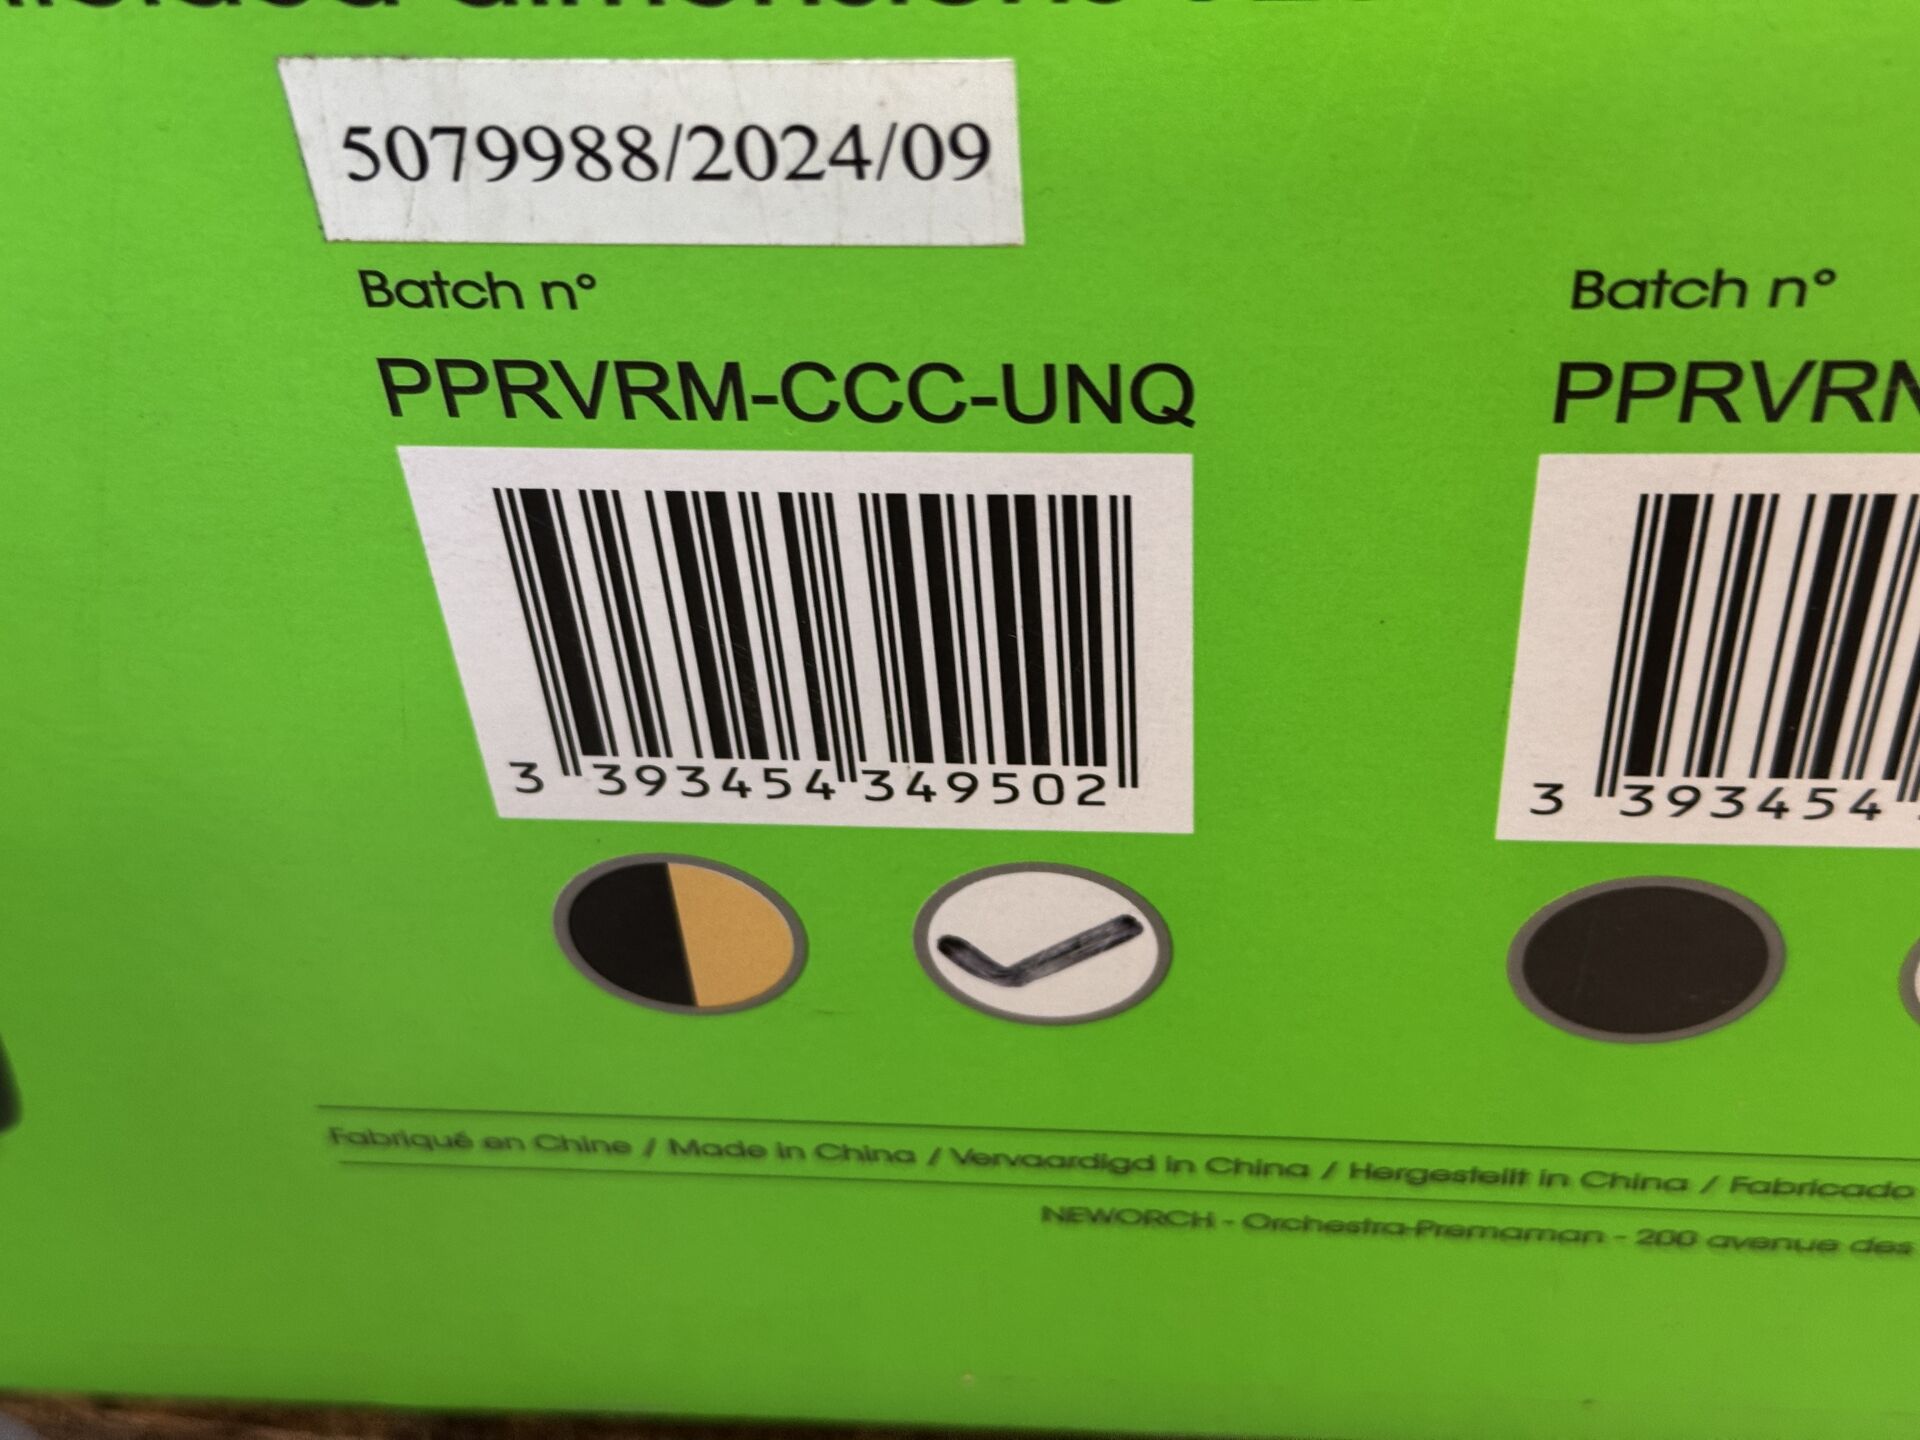 5079988/2024/09
Batch n°
PPRVRM-CCC-UNQ
3 393454 349502
Batch n°
PPRVRM
3 393454
Fabriqué en Chine / Made in China / Vervaardigd in China / Hergestellt in China / Fabricado
NEWORCH - Orchestra-Premaman - 200 avenue des